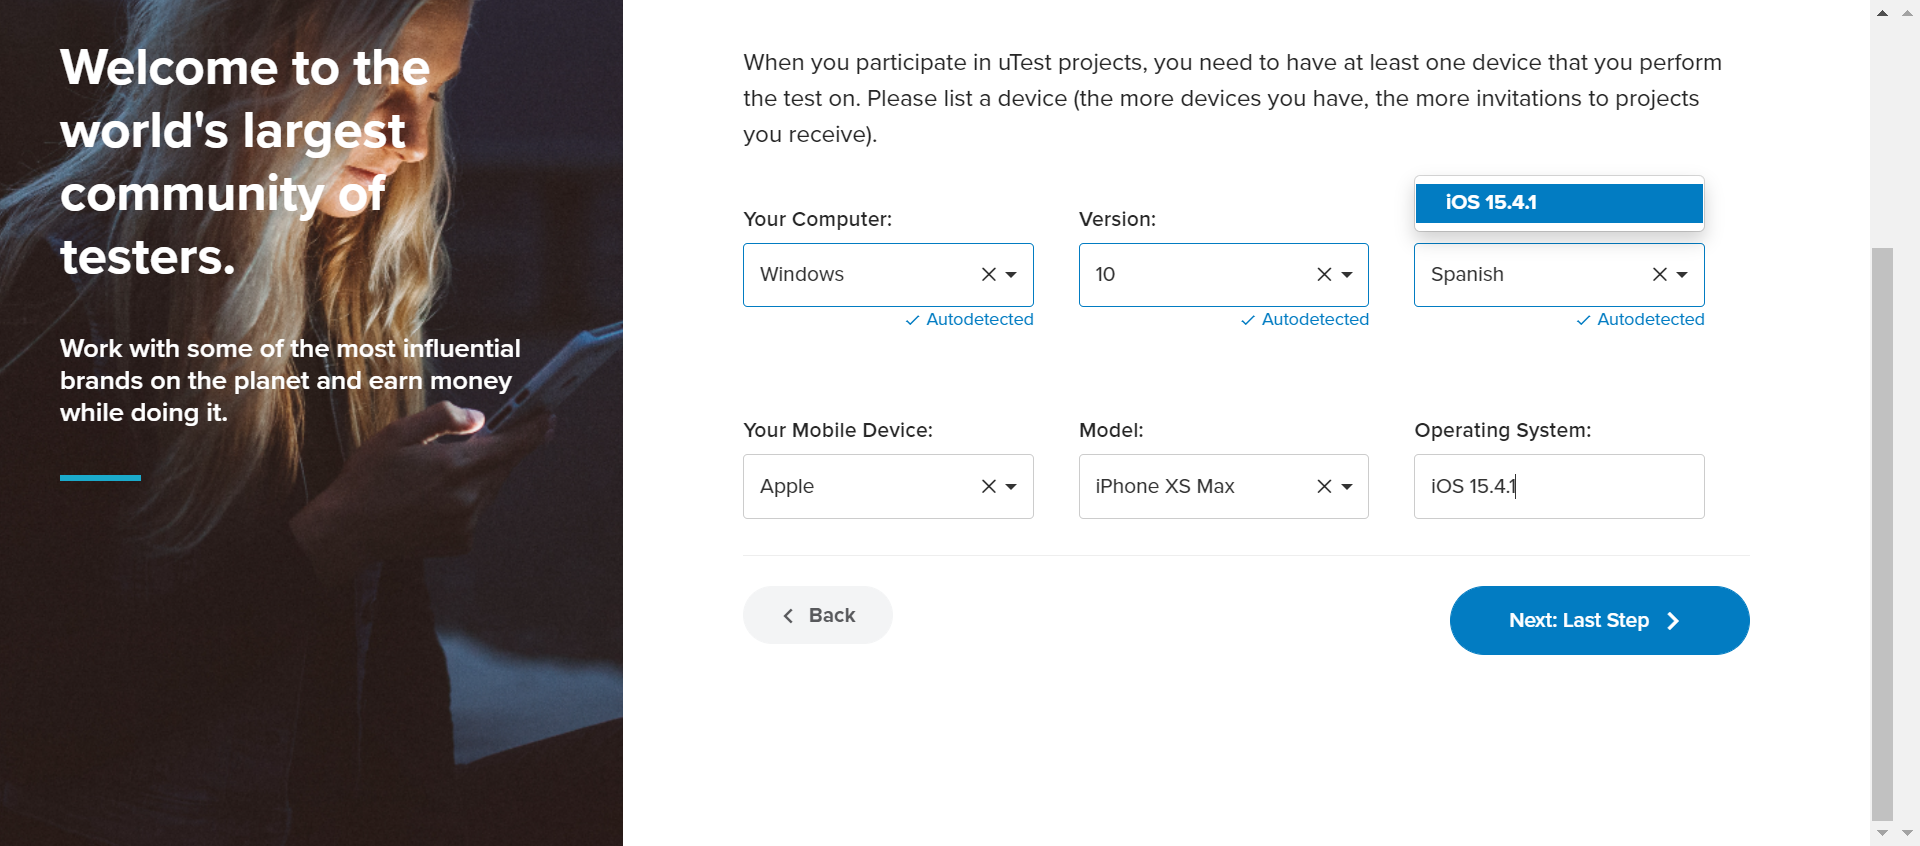 Welcome to the
world's largest
community of
testers.
Work with some of the most influential
brands on the planet and earn money
while doing it.
When you participate in uTest projects, you need to have at least one device that you perform
the test on. Please list a device (the more devices you have, the more invitations to projects
you receive).
iOS 15.4.1
Your Computer:
Version:
Windows
10
Spanish
Autodetected
Autodetected
Autodetected
Your Mobile Device:
Model:
Operating System:
Apple
iPhone XS Max
iOS 15.4.1
Back
Next: Last Step